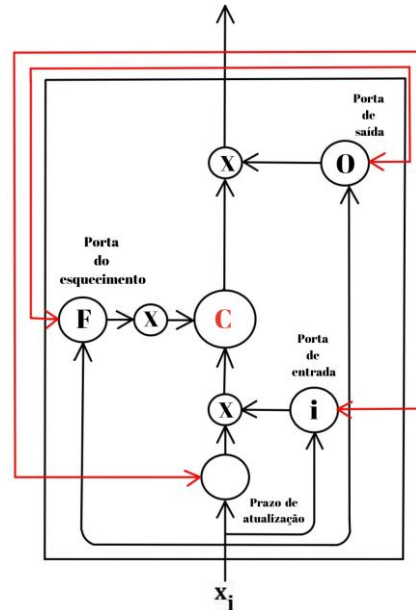 Porta
de
saída
X
O
Porta
do
esquecimento
F
X
C
Porta
de
entrada
X
i
Prazo de
atualização
xi